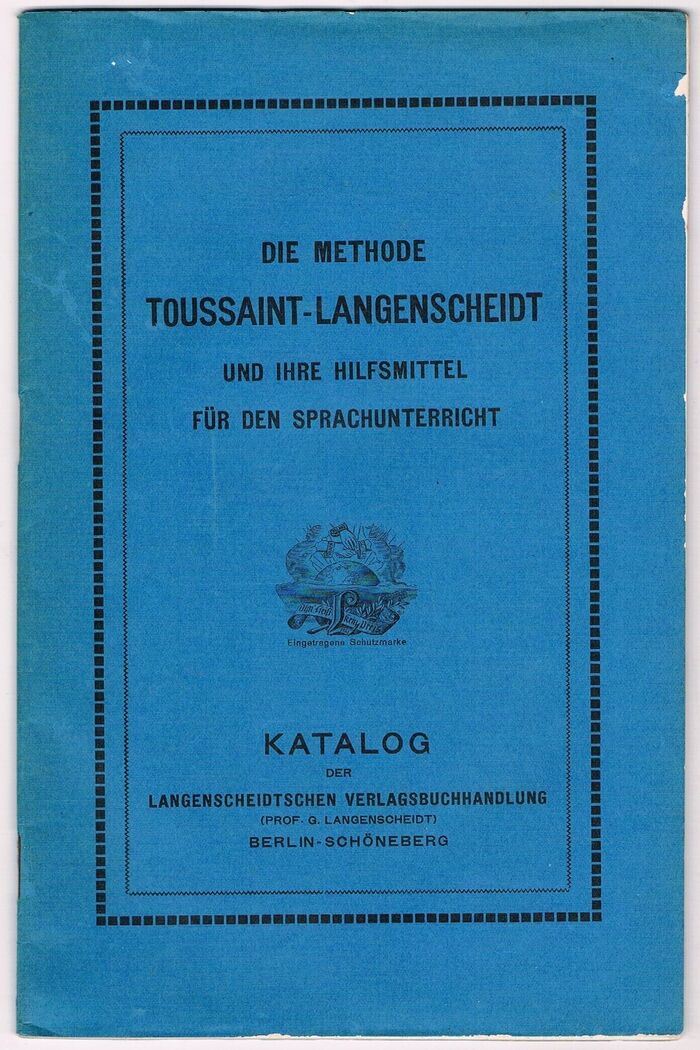 DIE METHODE
TOUSSAINT-LANGENSCHEIDT
UND IHRE HILFSMITTEL
FÜR DEN SPRACHUNTERRICHT
Eingetragene Schutzmarke
KATALOG
DER
LANGENSCHEIDTSCHEN VERLAGSBUCHHANDLUNG
(PROF. G. LANGENSCHEIDT)
BERLIN-SCHÖNEBERG